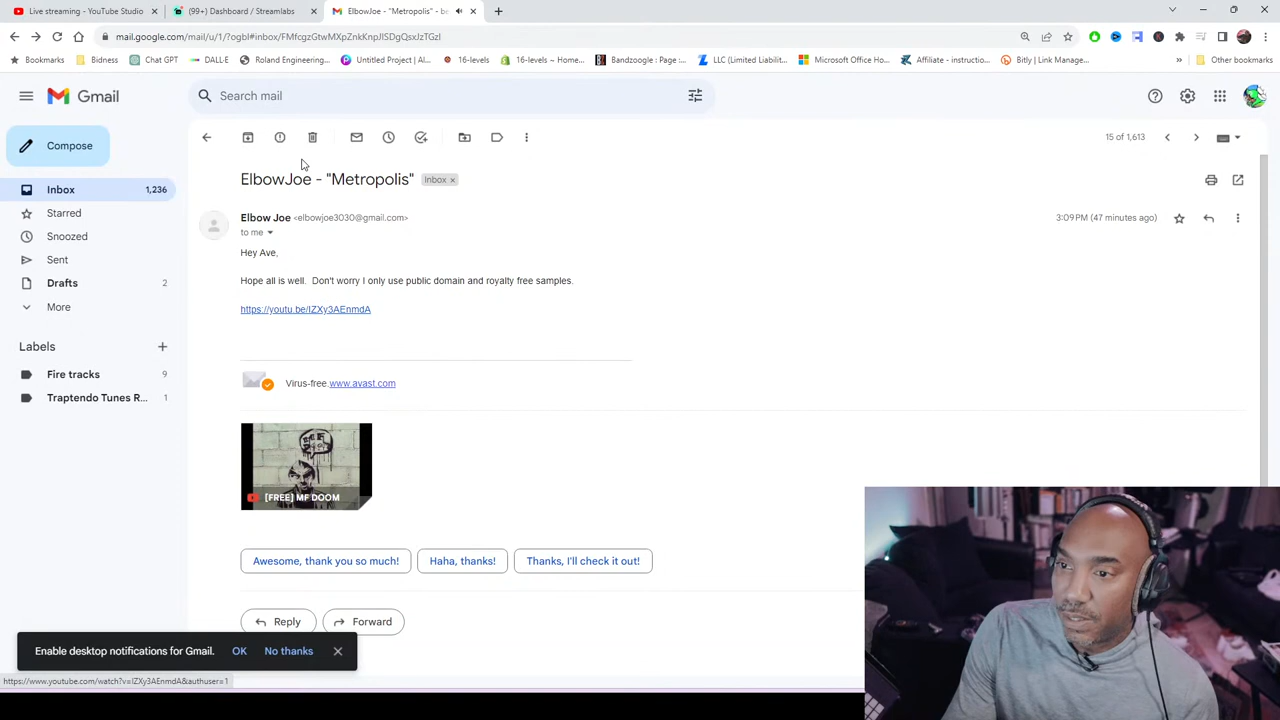 Live streaming - YouTube Studio
(99+) Dashboard / Streamlabs
ElbowJoe - "Metropolis" - be
mail.google.com/mail/u/1/?ogbl#inbox/FMfcgzGtwMXpZnkKnpJlSDgQsxJzTGzl
Bookmarks
Bidness
Chat GPT
DALL-E
Roland Engineering...
Untitled Project | Al...
16-levels
16-levels ~ Home...
Bandzoogle : Page :...
LLC (Limited Liabilit...
Microsoft Office Ho...
Affiliate - instructio...
Bitly | Link Manage...
Other bookmarks
Gmail
Search mail
Compose
15 of 1,613
Inbox 1,236
Starred
Snoozed
Sent
Drafts 2
More
Labels
Fire tracks 9
Traptendo Tunes R... 1
ElbowJoe - "Metropolis" Inbox
Elbow Joe <elbowjoe3030@gmail.com>
3:09 PM (47 minutes ago)
to me
Hey Ave,
Hope all is well. Don't worry I only use public domain and royalty free samples.
https://youtu.be/IZXy3AEnmdA
Virus-free.www.avast.com
[FREE] MF DOOM
Awesome, thank you so much!
Haha, thanks!
Thanks, I'll check it out!
Reply
Forward
Enable desktop notifications for Gmail. OK No thanks
https://www.youtube.com/watch?v=IZXy3AEnmdA&authuser=1